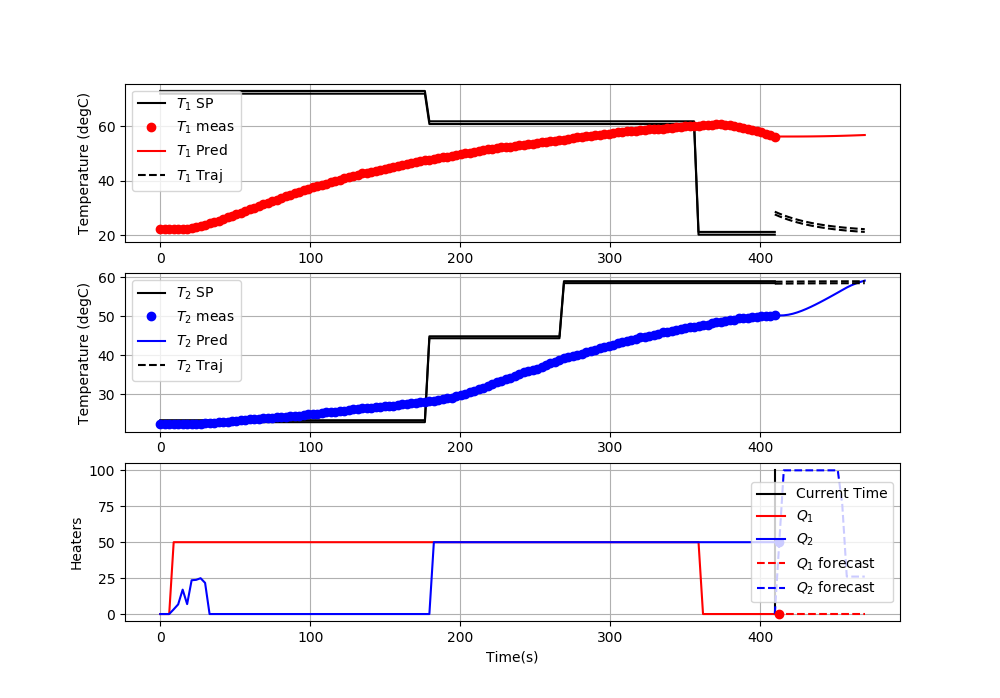 Temperature (degC)
60
40
20
T1 SP
T1 meas
T1 Pred
T1 Traj
0 100 200 300 400
Temperature (degC)
60
50
40
30
T2 SP
T2 meas
T2 Pred
T2 Traj
0 100 200 300 400
Heaters
100
75
50
25
0
Current Time
Q1
Q2
Q1 forecast
Q2 forecast
0 100 200 300 400
Time(s)